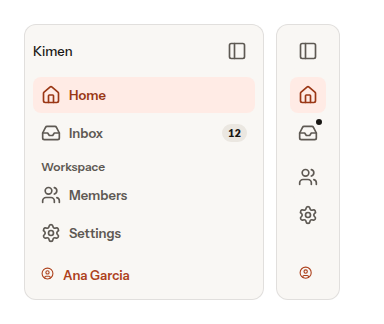 Kimen
Home
Inbox 12
Workspace
Members
Settings
Ana Garcia